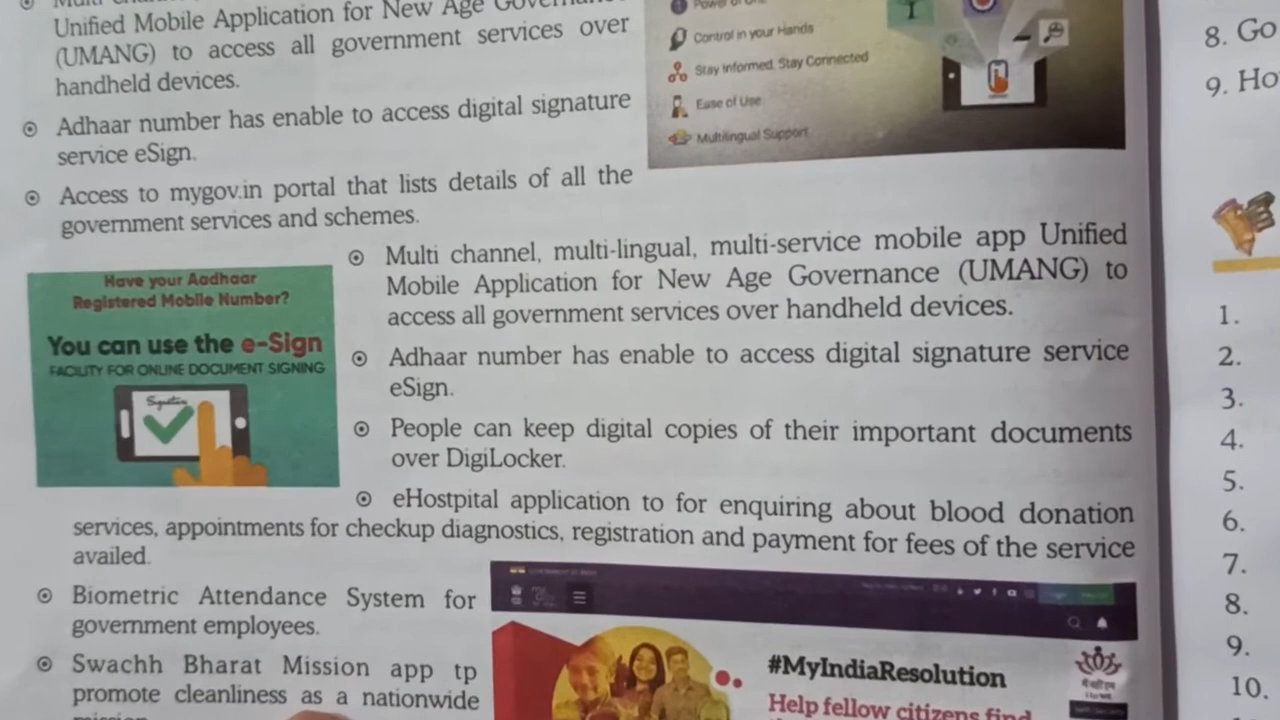 Unified Mobile Application for New Age
(UMANG) to access all government services over
handheld devices.
Adhaar number has enable to access digital signature
service eSign.
Access to mygov.in portal that lists details of all the
government services and schemes.
Control in your Hands
Stay Informed, Stay Connected
Ease of Use
Multilingual Support
Have your Aadhaar
Registered Mobile Number?
You can use the e-Sign
FACILITY FOR ONLINE DOCUMENT SIGNING
Signature
Multi channel, multi-lingual, multi-service mobile app Unified
Mobile Application for New Age Governance (UMANG) to
access all government services over handheld devices.
Adhaar number has enable to access digital signature service
eSign.
People can keep digital copies of their important documents
over DigiLocker.
eHostpital application to for enquiring about blood donation
services, appointments for checkup diagnostics, registration and payment for fees of the service
availed.
Biometric Attendance System for
government employees.
Swachh Bharat Mission app tp
promote cleanliness as a nationwide
#MyIndiaResolution
Help fellow citizens find
8. Go
9. Ho
1.
2.
3.
4.
5.
6.
7.
8.
9.
10.